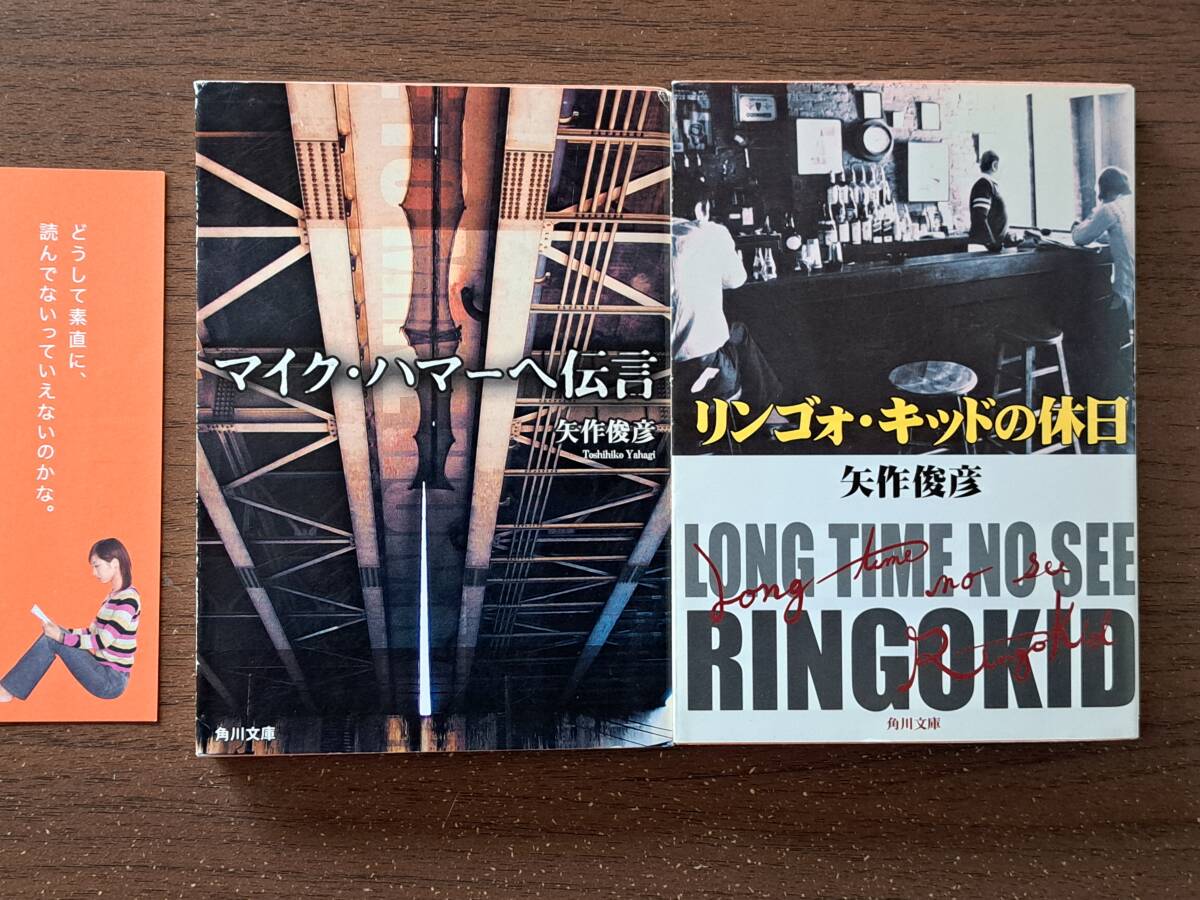 どうして素直に、
読んでないっていえないのかな。
マイク・ハマーへ伝言
矢作俊彦
Toshihiko Yahagi
角川文庫
リンゴォ・キッドの休日
矢作俊彦
LONG TIME NO SEE
Long time no see
RINGOKID
RingoKid
角川文庫